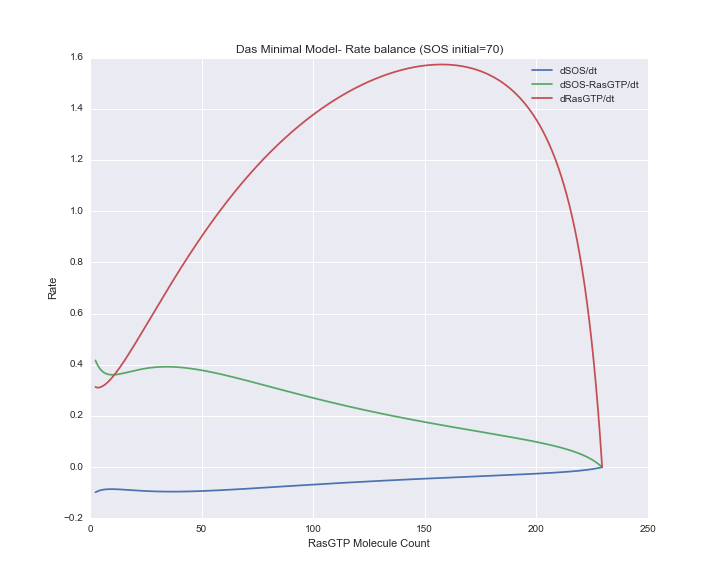 Das Minimal Model- Rate balance (SOS initial=70)
1.6
1.4
1.2
1.0
0.8
0.6
0.4
0.2
0.0
−0.2
Rate
dSOS/dt
dSOS-RasGTP/dt
dRasGTP/dt
0 50 100 150 200 250
RasGTP Molecule Count